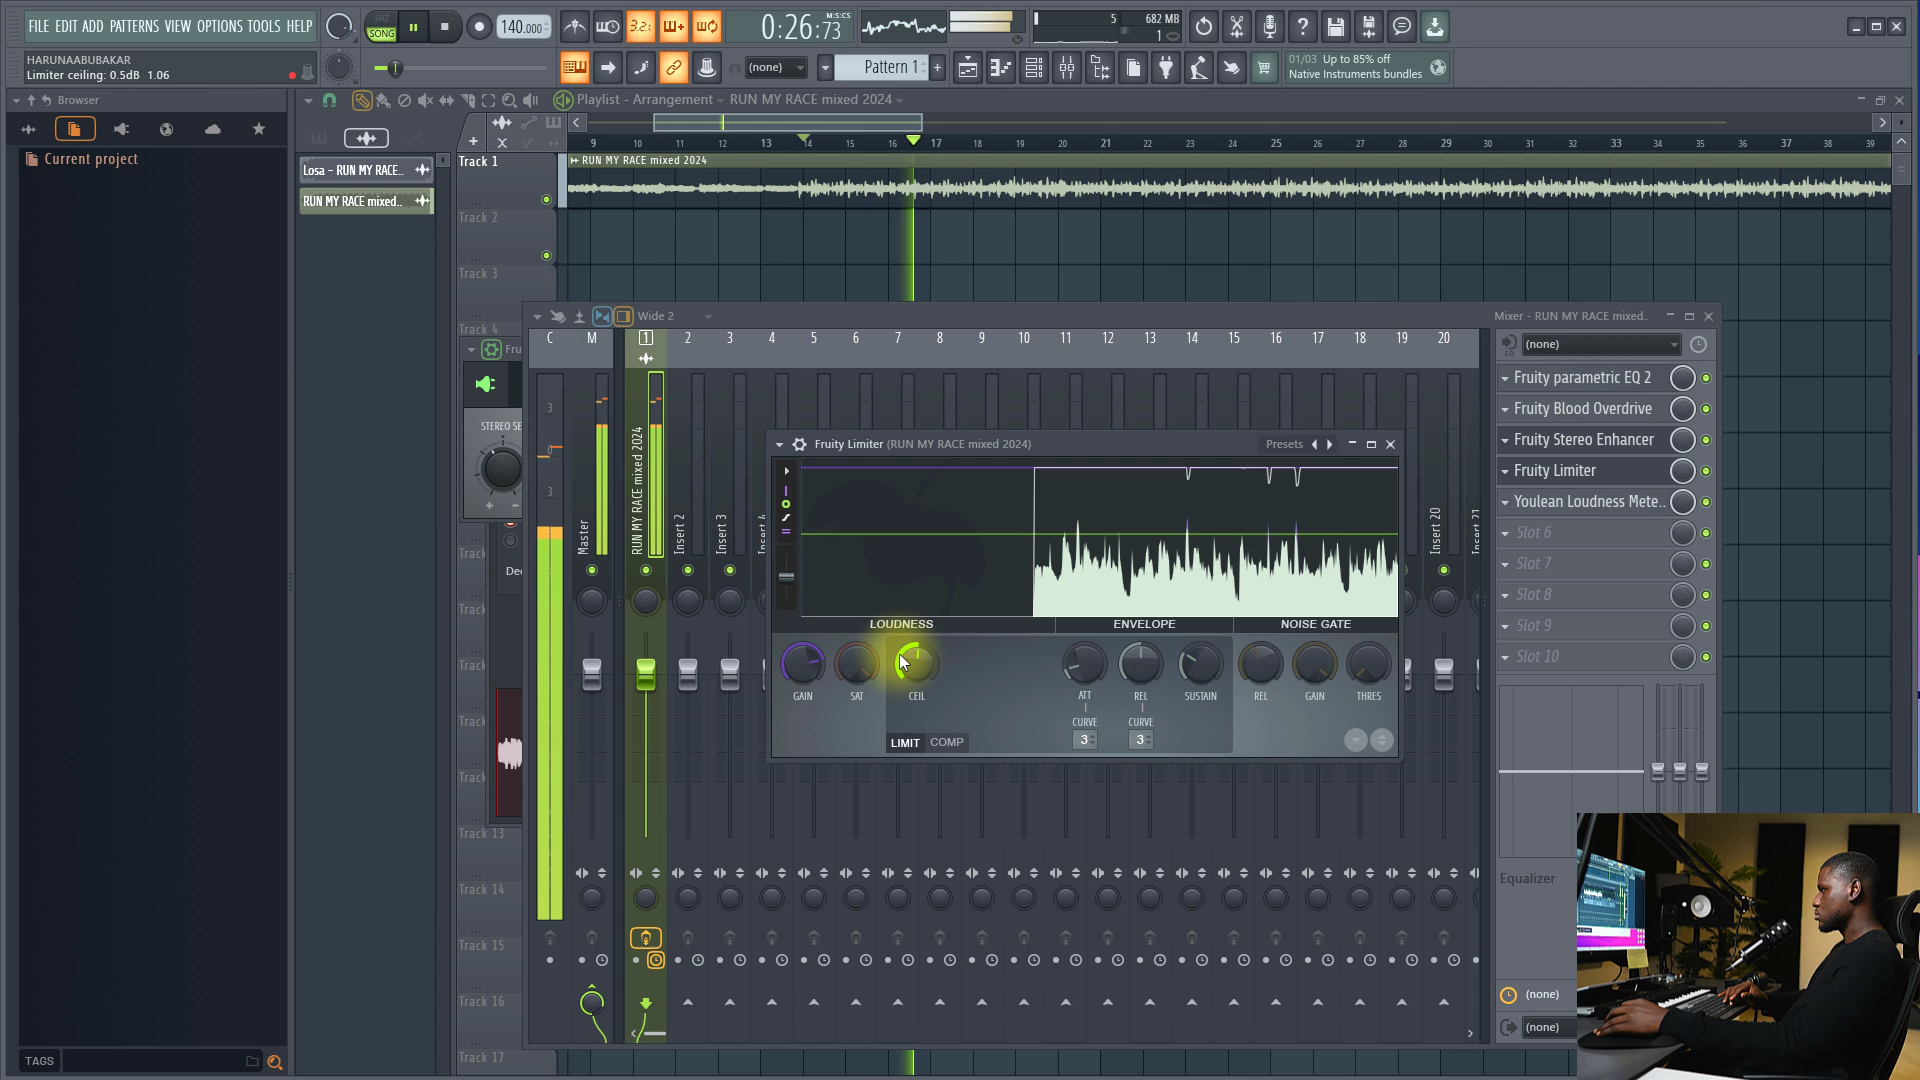 FILE EDIT ADD PATTERNS VIEW OPTIONS TOOLS HELP
PAT
SONG
140.000
3.2
0:26:73
M:S:CS
5
682 MB
1
HARUNAABUBAKAR
Limiter ceiling: 0.5dB 1.06
(none)
Pattern 1
01/03 Up to 85% off
Native Instruments bundles
Browser
Playlist - Arrangement
RUN MY RACE mixed 2024
Current project
Losa - RUN MY RACE..
RUN MY RACE mixed..
9 10 11 12 13 14 15 16 17 21 22 23 24 25 26 27 28 29 30 31 32 33 34 35 36 37 38 39
Track 1
RUN MY RACE mixed 2024
Track 2
Track 3
Track 4
Wide 2
Mixer - RUN MY RACE mixed..
C M 1 2 3 4 5 6 7 8 9 10 11 12 13 14 15 16 17 18 19 20
(none)
Fru
STEREO SE
Fruity parametric EQ 2
Fruity Blood Overdrive
Fruity Stereo Enhancer
Fruity Limiter
Youlean Loudness Mete..
Slot 6
Slot 7
Slot 8
Slot 9
Slot 10
3
0
3
Master
RUN MY RACE mixed 2024
Insert 2
Insert 3
Insert 20
Fruity Limiter (RUN MY RACE mixed 2024)
Presets
LOUDNESS
ENVELOPE
NOISE GATE
GAIN
SAT
CEIL
ATT
REL
SUSTAIN
REL
GAIN
THRES
CURVE
CURVE
3
3
LIMIT
COMP
Dec
Track 13
Track 14
Track 15
Track 16
Track 17
Equalizer
(none)
(none)
TAGS